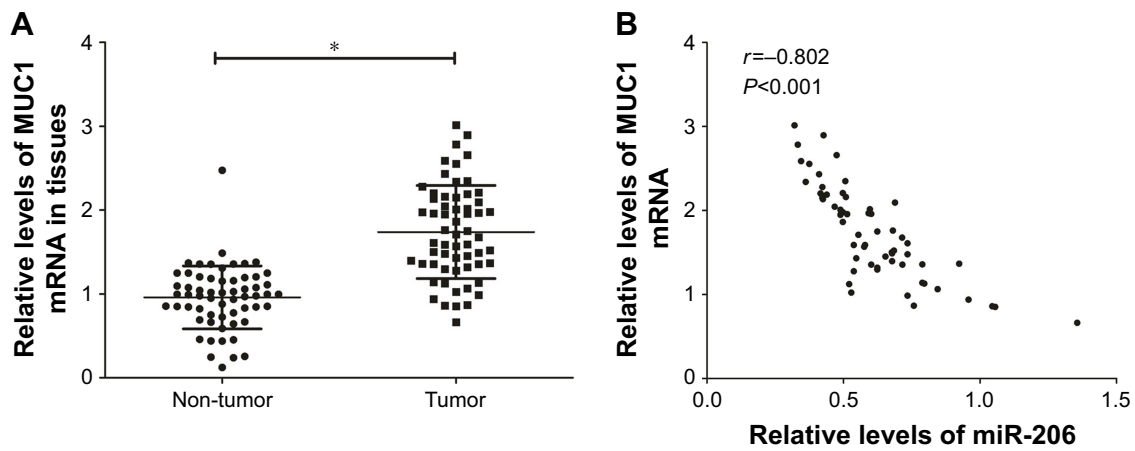 A
Relative levels of MUC1
mRNA in tissues
4
3
2
1
0
*
Non-tumor
Tumor
B
Relative levels of MUC1
mRNA
4
3
2
1
0
r=–0.802
P<0.001
0.0
0.5
1.0
1.5
Relative levels of miR-206